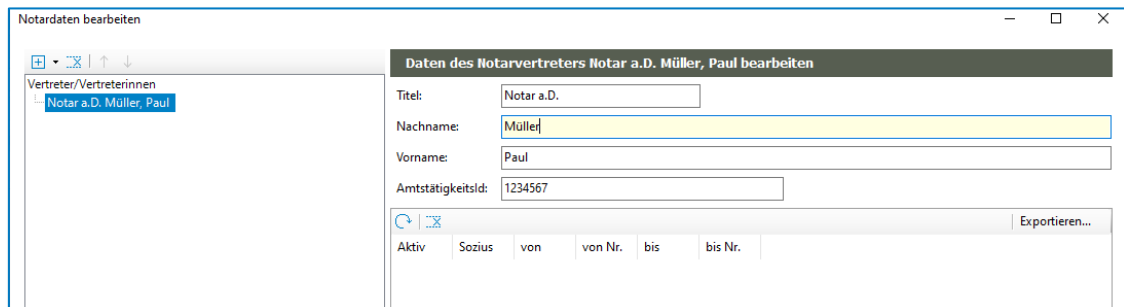 Notardaten bearbeiten
Daten des Notarvertreters Notar a.D. Müller, Paul bearbeiten
Vertreter/Vertreterinnen
Notar a.D. Müller, Paul
Titel: Notar a.D.
Nachname: Müller
Vorname: Paul
AmtstätigkeitsId: 1234567
Exportieren...
Aktiv Sozius von von Nr. bis bis Nr.